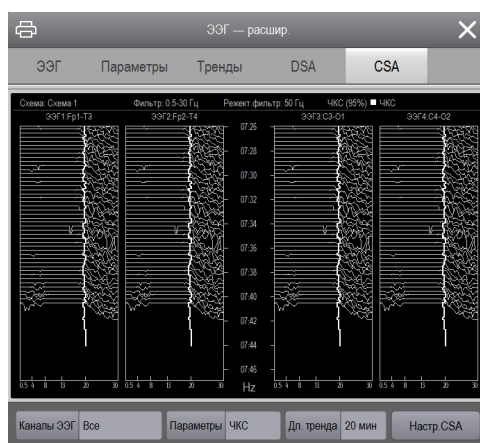 ЭЭГ — расшир.
ЭЭГ Параметры Тренды DSA CSA
Схема: Схема 1 Фильтр: 0.5-30 Гц Режект.фильтр: 50 Гц ЧКС (95%) ЧКС
ЭЭГ1:Fp1-T3 ЭЭГ2:Fp2-T4 ЭЭГ3:C3-O1 ЭЭГ4:C4-O2
07:26
07:28
07:30
07:32
07:34
07:36
07:38
07:40
07:42
07:44
07:46
0.5 4 8 13 20 30 0.5 4 8 13 20 30 Hz 0.5 4 8 13 20 30 0.5 4 8 13 20 30
Каналы ЭЭГ Все Параметры ЧКС Дл. тренда 20 мин Настр.CSA